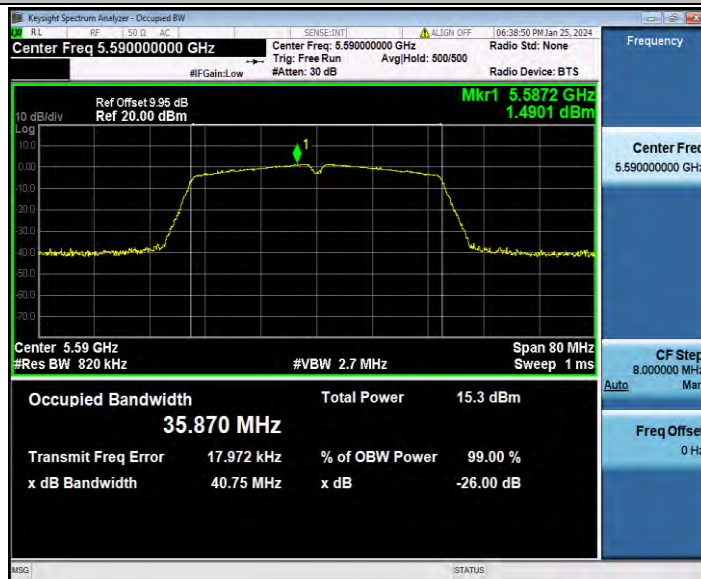 Keysight Spectrum Analyzer - Occupied BW
RL RF 50 Ω AC SENSE:INT ALIGN OFF 06:38:50 PM Jan 25, 2024
Center Freq 5.590000000 GHz
Center Freq: 5.590000000 GHz
Radio Std: None
Trig: Free Run Avg|Hold: 500/500
#IFGain:Low #Atten: 30 dB Radio Device: BTS
Ref Offset 9.95 dB
10 dB/div Ref 20.00 dBm
Mkr1 5.5872 GHz
1.4901 dBm
Log
10.0
0.00
-10.0
-20.0
-30.0
-40.0
-50.0
-60.0
-70.0
1
Center 5.59 GHz Span 80 MHz
#Res BW 820 kHz #VBW 2.7 MHz Sweep 1 ms
Occupied Bandwidth Total Power 15.3 dBm
35.870 MHz
Transmit Freq Error 17.972 kHz % of OBW Power 99.00 %
x dB Bandwidth 40.75 MHz x dB -26.00 dB
MSG STATUS
Frequency
Center Freq
5.590000000 GHz
CF Step
8.000000 MHz
Auto Man
Freq Offset
0 Hz